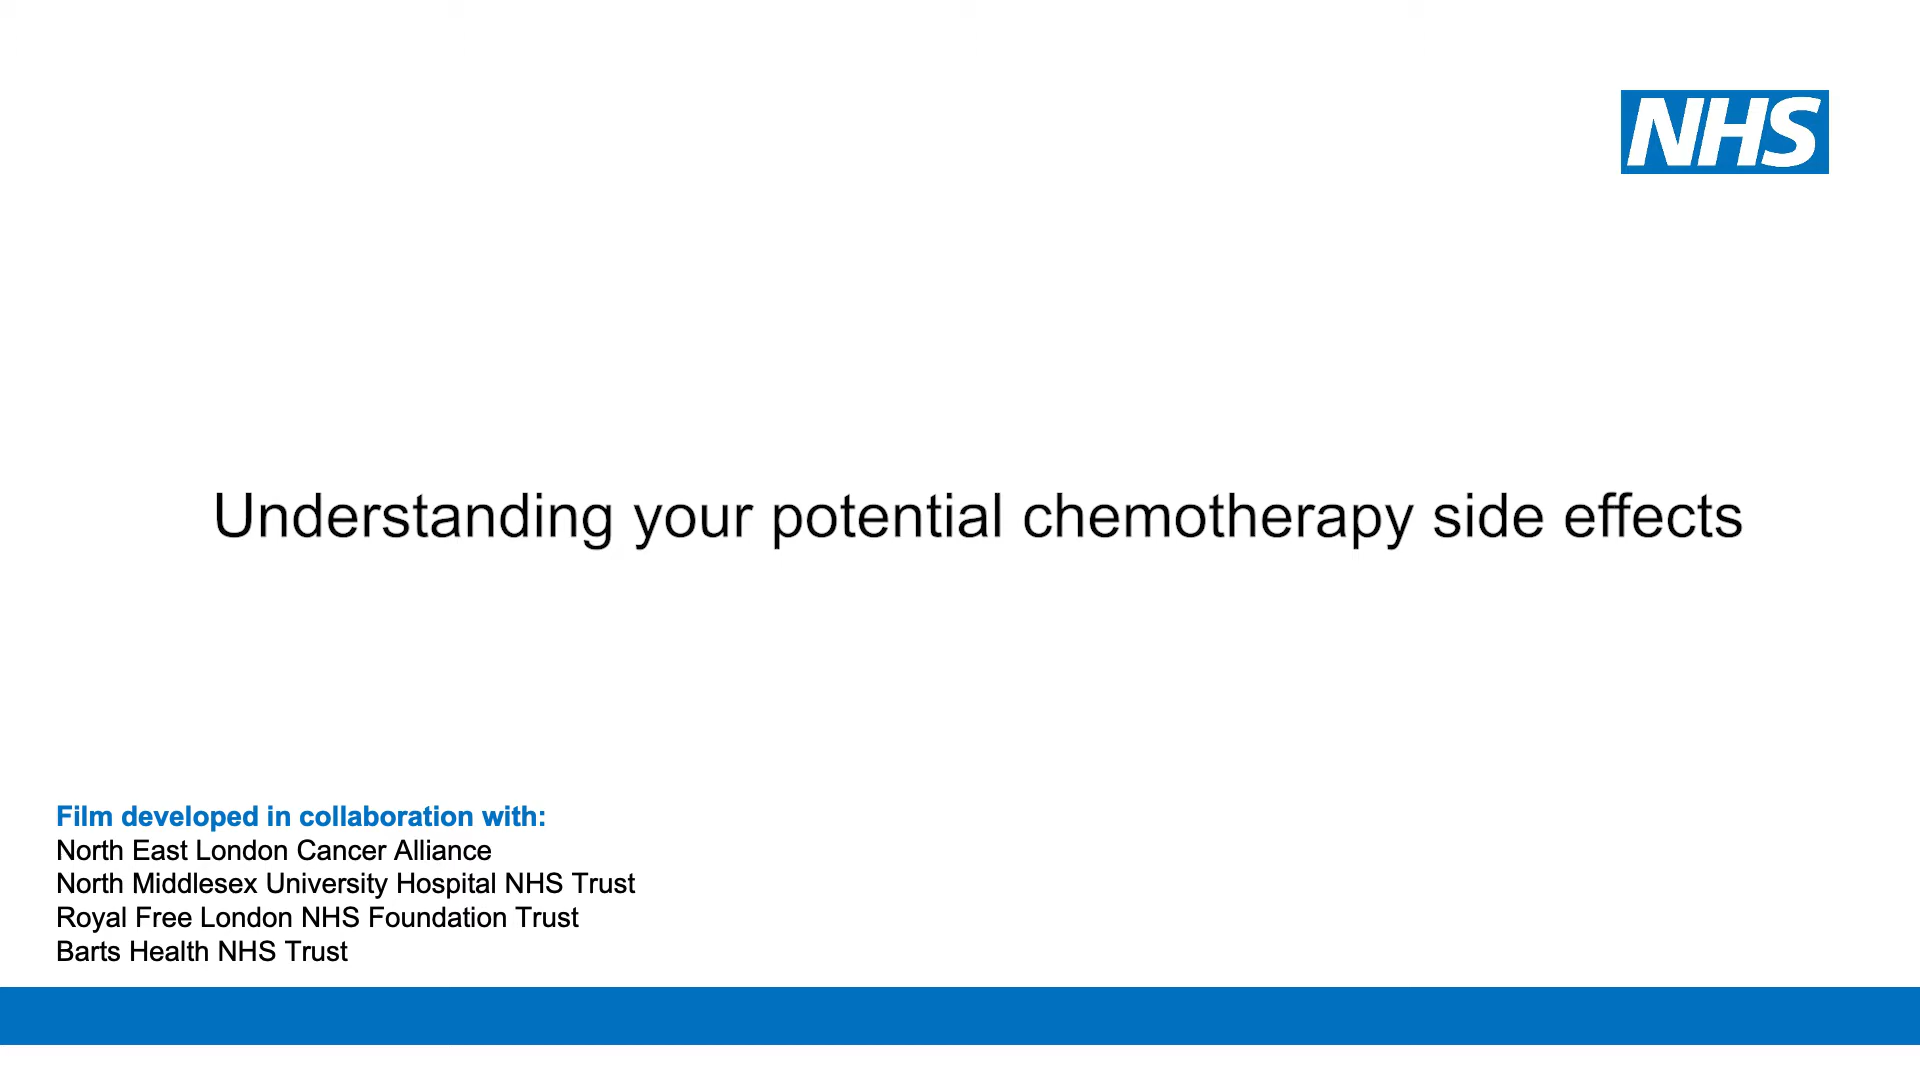 NHS
Understanding your potential chemotherapy side effects
Film developed in collaboration with:
North East London Cancer Alliance
North Middlesex University Hospital NHS Trust
Royal Free London NHS Foundation Trust
Barts Health NHS Trust